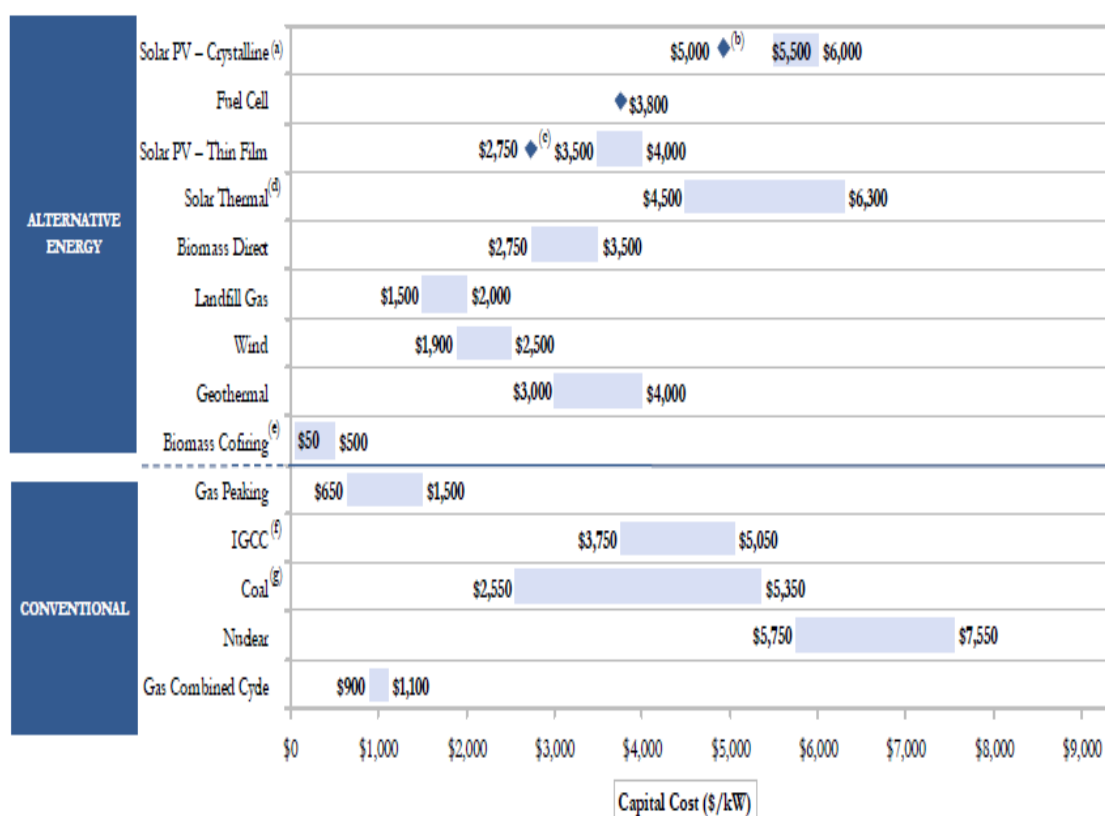 Solar PV – Crystalline (a) $5,000 (b) $5,500 $6,000
Fuel Cell $3,800
Solar PV – Thin Film $2,750 (c) $3,500 $4,000
Solar Thermal (d) $4,500 $6,300
ALTERNATIVE
ENERGY
Biomass Direct $2,750 $3,500
Landfill Gas $1,500 $2,000
Wind $1,900 $2,500
Geothermal $3,000 $4,000
Biomass Cofiring (e) $50 $500
Gas Peaking $650 $1,500
IGCC (f) $3,750 $5,050
Coal (g) $2,550 $5,350
CONVENTIONAL
Nuclear $5,750 $7,550
Gas Combined Cycle $900 $1,100
$0 $1,000 $2,000 $3,000 $4,000 $5,000 $6,000 $7,000 $8,000 $9,000
Capital Cost ($/kW)